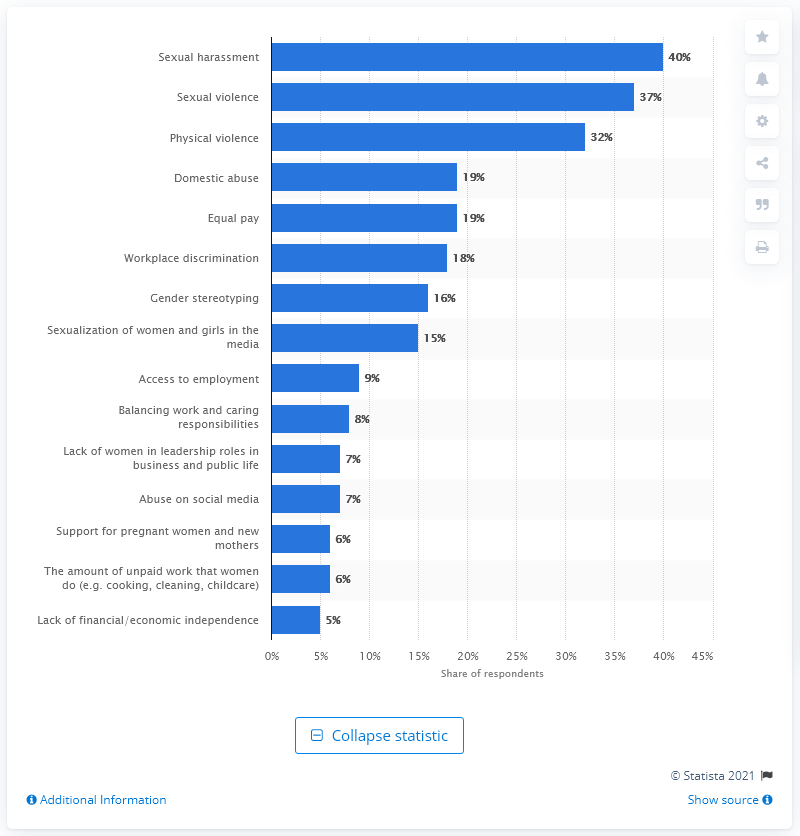 Sexual harassment 40%
Sexual violence 37%
Physical violence 32%
Domestic abuse 19%
Equal pay 19%
Workplace discrimination 18%
Gender stereotyping 16%
Sexualization of women and girls in the
media 15%
Access to employment 9%
Balancing work and caring
responsibilities 8%
Lack of women in leadership roles in
business and public life 7%
Abuse on social media 7%
Support for pregnant women and new
mothers 6%
The amount of unpaid work that women
do (e.g. cooking, cleaning, childcare) 6%
Lack of financial/economic independence 5%
0% 5% 10% 15% 20% 25% 30% 35% 40% 45%
Share of respondents
Collapse statistic
© Statista 2021
Additional Information Show source